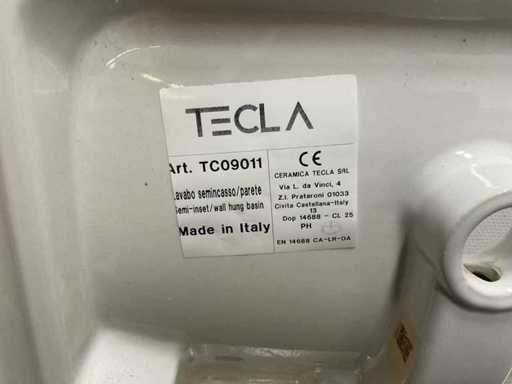 TECLA
Art. TC09011
Lavabo semincasso/parete
Semi-inset/wall hung basin
Made in Italy
CE
CERAMICA TECLA SRL
Via L. da Vinci, 4
Z.I. Prataroni 01033
Civita Castellana-Italy
13
Dop 14688 - CL 25
PH
EN 14688 CA-LR-DA